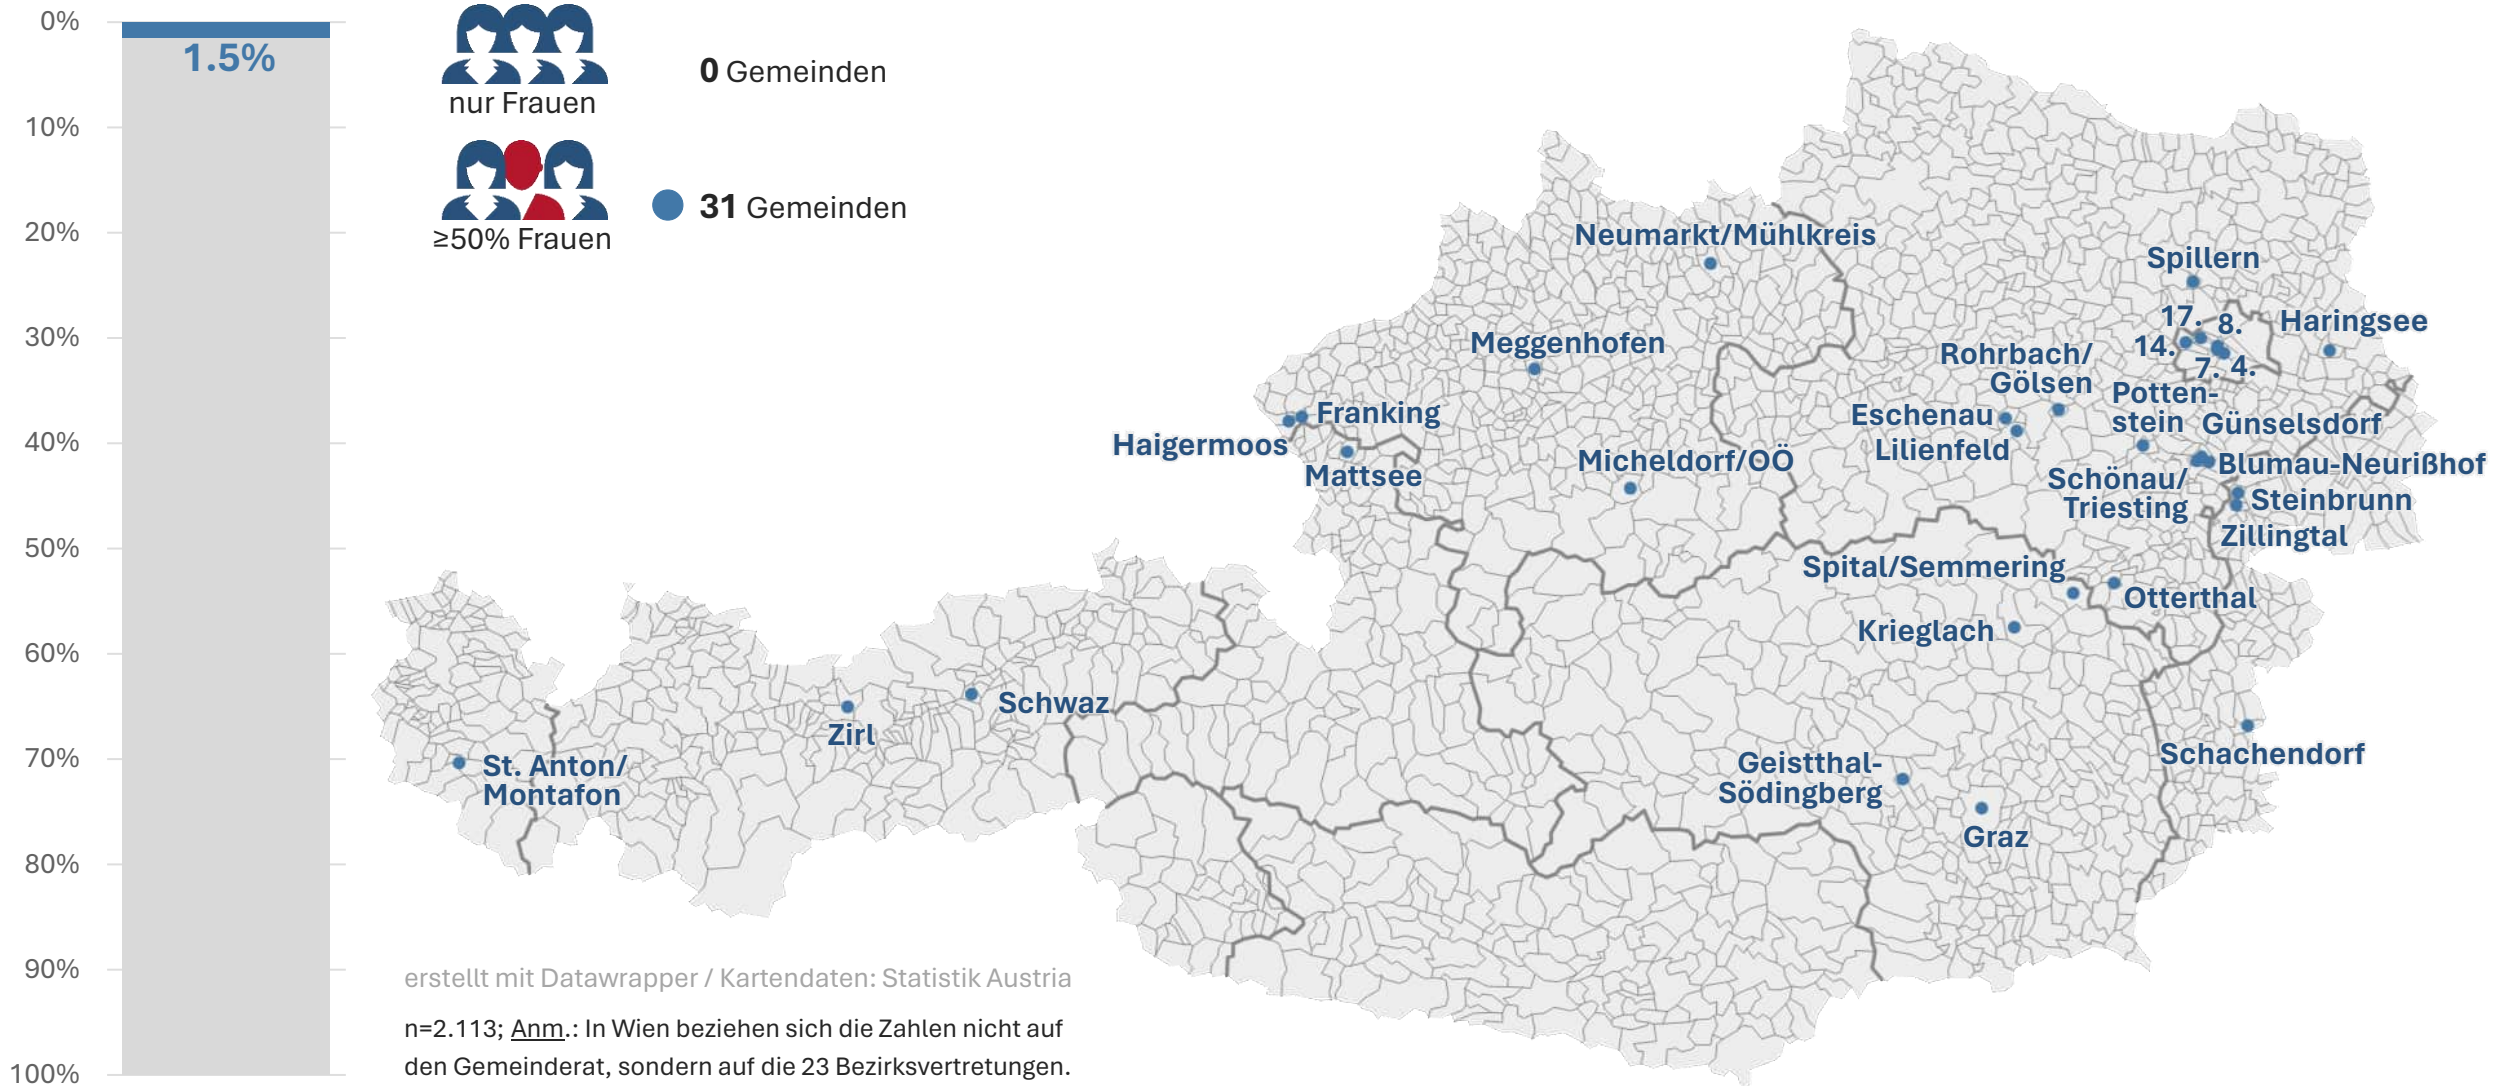 0%
10%
20%
30%
40%
50%
60%
70%
80%
90%
100%
1.5%
nur Frauen
0 Gemeinden
≥50% Frauen
31 Gemeinden
Neumarkt/Mühlkreis
Spillern
17.
8.
Haringsee
14.
7.
4.
Meggenhofen
Rohrbach/
Gölsen
Potten-
stein
Günselsdorf
Franking
Eschenau
Haigermoos
Lilienfeld
Mattsee
Micheldorf/OÖ
Blumau-Neurißhof
Schönau/
Triesting
Steinbrunn
Zillingtal
Spital/Semmering
Otterthal
Krieglach
Schwaz
Zirl
St. Anton/
Montafon
Schachendorf
Geistthal-
Södingberg
Graz
erstellt mit Datawrapper / Kartendaten: Statistik Austria
n=2.113; Anm.: In Wien beziehen sich die Zahlen nicht auf
den Gemeinderat, sondern auf die 23 Bezirksvertretungen.